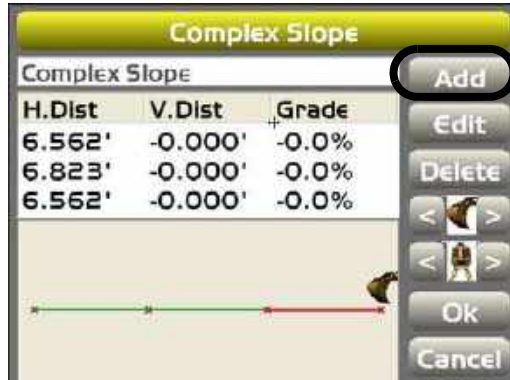 Complex Slope
Complex Slope
Add
H.Dist V.Dist Grade
Edit
6.562' -0.000' -0.0%
6.823' -0.000' -0.0%
Delete
6.562' -0.000' -0.0%
< >
< >
Ok
Cancel